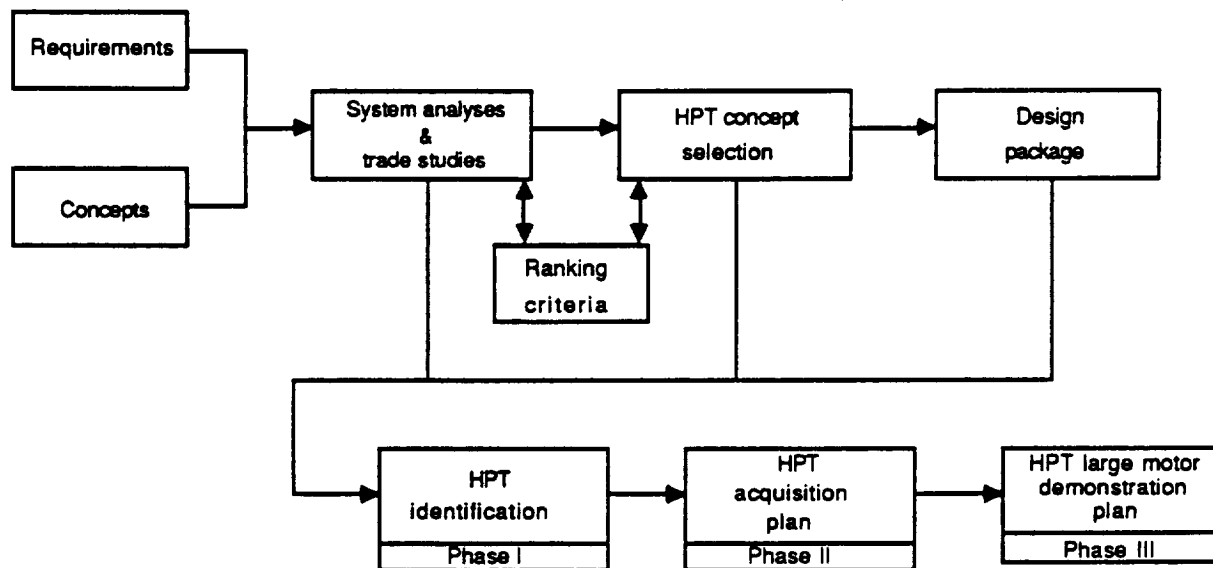 Requirements
System analyses
&
trade studies
HPT concept
selection
Design
package
Concepts
Ranking
criteria
HPT
identification
Phase I
HPT
acquisition
plan
Phase II
HPT large motor
demonstration
plan
Phase III